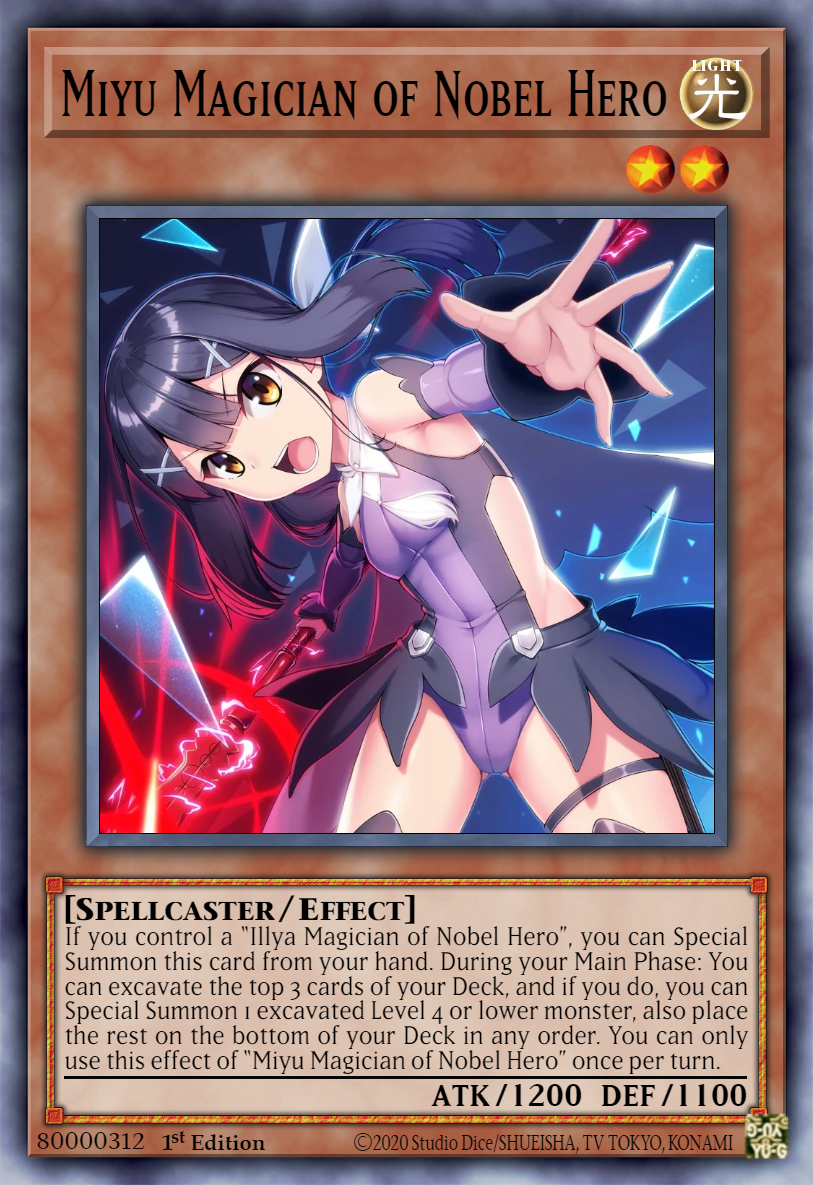 Miyu Magician of Nobel Hero
LIGHT
光
[Spellcaster/Effect]
If you control a “Illya Magician of Nobel Hero”, you can Special
Summon this card from your hand. During your Main Phase: You
can excavate the top 3 cards of your Deck, and if you do, you can
Special Summon 1 excavated Level 4 or lower monster, also place
the rest on the bottom of your Deck in any order. You can only
use this effect of “Miyu Magician of Nobel Hero” once per turn.
ATK/1200 DEF/1100
80000312 1st Edition ©2020 Studio Dice/SHUEISHA, TV TOKYO, KONAMI